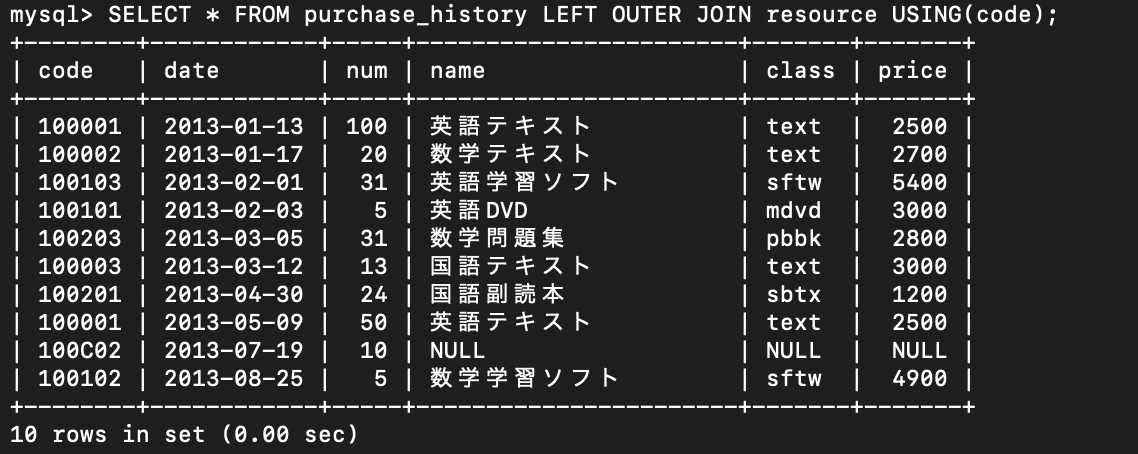 mysql> SELECT * FROM purchase_history LEFT OUTER JOIN resource USING(code);
+--------+------------+-----+-----------------------+-------+-------+
| code   | date       | num | name                  | class | price |
+--------+------------+-----+-----------------------+-------+-------+
| 100001 | 2013-01-13 | 100 | 英語テキスト          | text  |  2500 |
| 100002 | 2013-01-17 |  20 | 数学テキスト          | text  |  2700 |
| 100103 | 2013-02-01 |  31 | 英語学習ソフト        | sftw  |  5400 |
| 100101 | 2013-02-03 |   5 | 英語DVD               | mdvd  |  3000 |
| 100203 | 2013-03-05 |  31 | 数学問題集            | pbbk  |  2800 |
| 100003 | 2013-03-12 |  13 | 国語テキスト          | text  |  3000 |
| 100201 | 2013-04-30 |  24 | 国語副読本            | sbtx  |  1200 |
| 100001 | 2013-05-09 |  50 | 英語テキスト          | text  |  2500 |
| 100C02 | 2013-07-19 |  10 | NULL                  | NULL  |  NULL |
| 100102 | 2013-08-25 |   5 | 数学学習ソフト        | sftw  |  4900 |
+--------+------------+-----+-----------------------+-------+-------+
10 rows in set (0.00 sec)